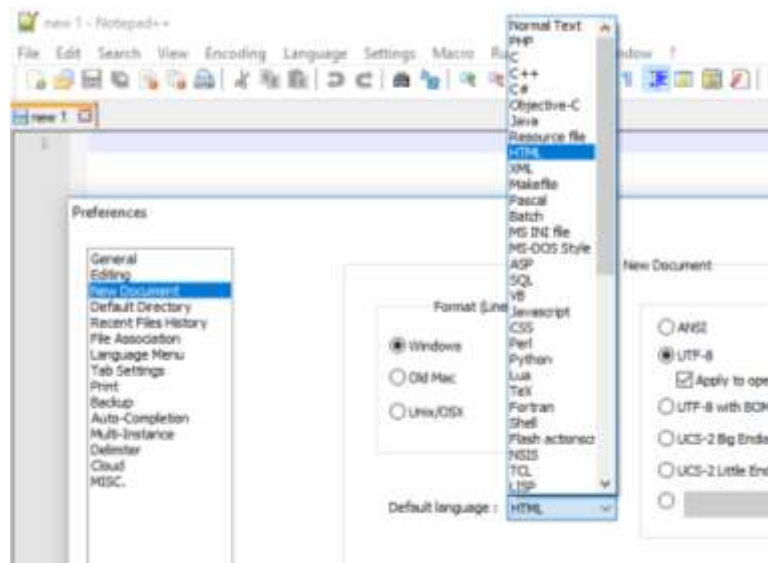 new 1 - Notepad++
File Edit Search View Encoding Language Settings Macro
?
new 1
1
Preferences
General
Editing
New Document
Default Directory
Recent Files History
File Association
Language Menu
Tab Settings
Print
Backup
Auto-Completion
Multi-Instance
Delimiter
Cloud
MISC.
Format (Line
Windows
Old Mac
Unix/OSX
Default language :
HTML
Normal Text
PHP
C
C++
C#
Objective-C
Java
Resource file
HTML
XML
Makefile
Pascal
Batch
MS INI file
MS-DOS Style
ASP
SQL
VB
Javascript
CSS
Perl
Python
Lua
TeX
Fortran
Shell
Flash actionscr
NSIS
TCL
LISP
New Document
ANSI
UTF-8
Apply to ope
UTF-8 with BOM
UCS-2 Big Endia
UCS-2 Little End